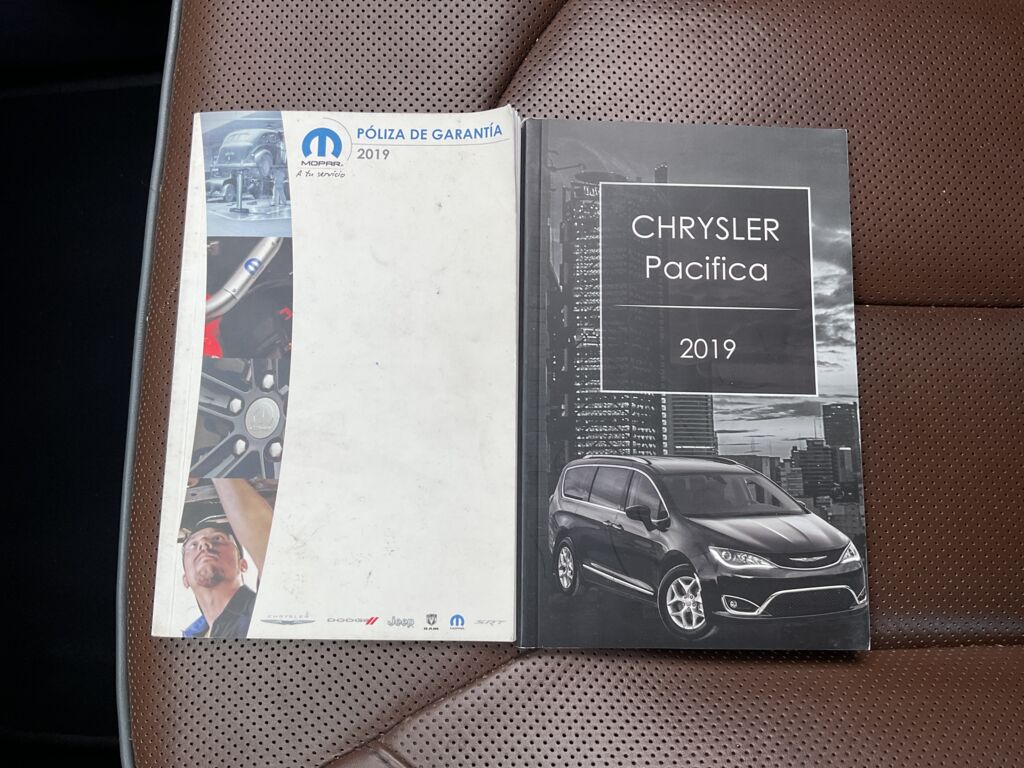 MOPAR
A tu servicio
PÓLIZA DE GARANTÍA
2019
CHRYSLER
DODGE
Jeep
RAM
MOPAR
SRT
CHRYSLER
Pacifica
2019